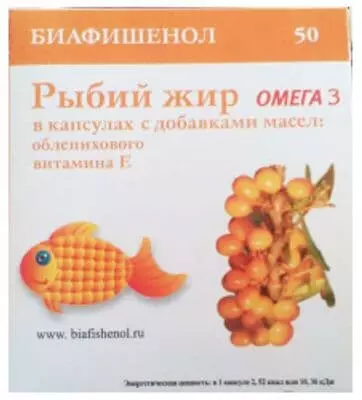 БИАФИШЕНОЛ 50
Рыбий жир ОМЕГА 3
в капсулах с добавками масел:
облепихового
витамина Е
www. biafishenol.ru
Энергетическая ценность: в 1 капсуле 2, 52 ккал или 10, 36 кДж